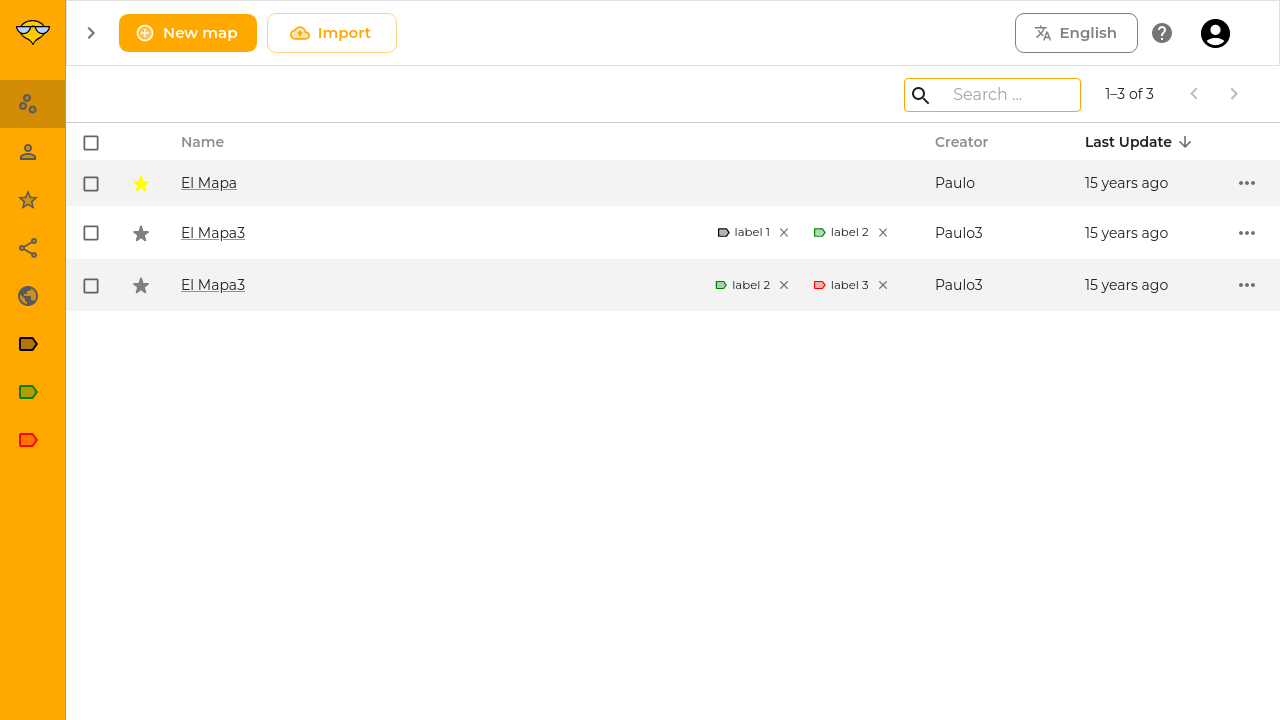 New map Import English
Search ... 1–3 of 3
Name Creator Last Update
El Mapa Paulo 15 years ago
El Mapa3 label 1 label 2 Paulo3 15 years ago
El Mapa3 label 2 label 3 Paulo3 15 years ago